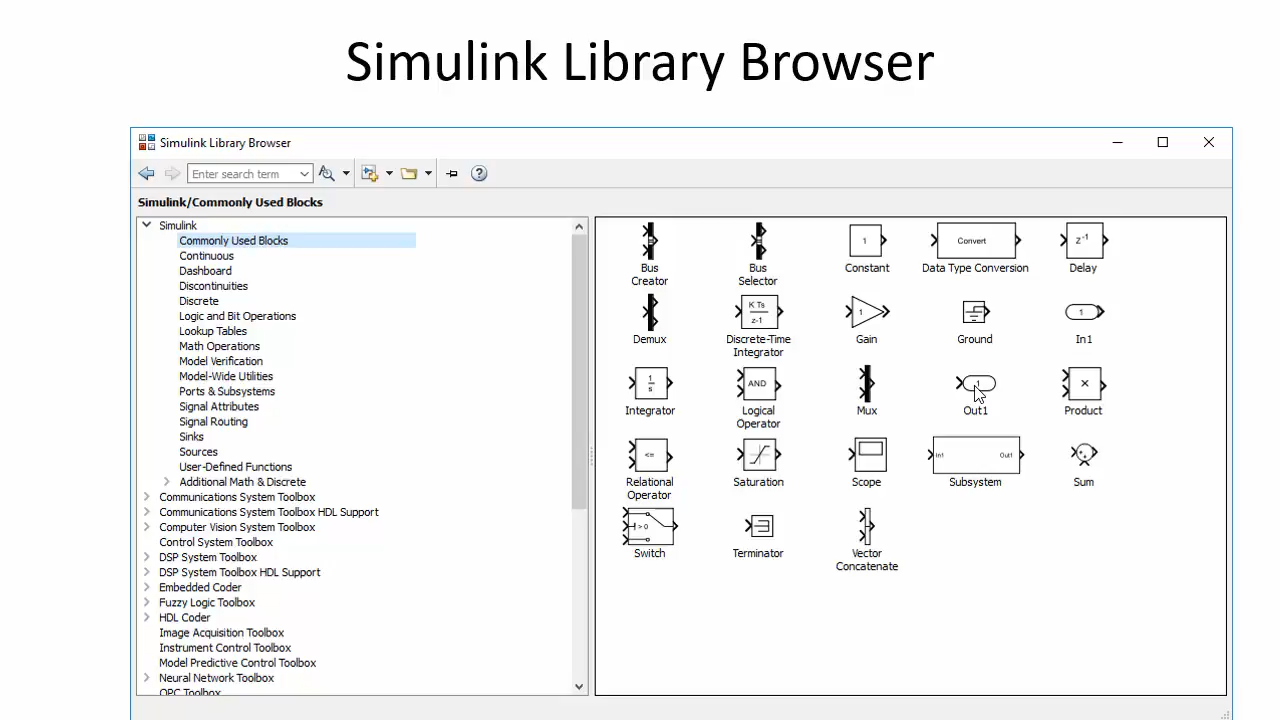 Simulink Library Browser
Simulink Library Browser
Enter search term
Simulink/Commonly Used Blocks
Simulink
Commonly Used Blocks
Continuous
Dashboard
Discontinuities
Discrete
Logic and Bit Operations
Lookup Tables
Math Operations
Model Verification
Model-Wide Utilities
Ports & Subsystems
Signal Attributes
Signal Routing
Sinks
Sources
User-Defined Functions
Additional Math & Discrete
Communications System Toolbox
Communications System Toolbox HDL Support
Computer Vision System Toolbox
Control System Toolbox
DSP System Toolbox
DSP System Toolbox HDL Support
Embedded Coder
Fuzzy Logic Toolbox
HDL Coder
Image Acquisition Toolbox
Instrument Control Toolbox
Model Predictive Control Toolbox
Neural Network Toolbox
OPC Toolbox
1 Convert z-1
Bus Creator
Bus Selector
Constant
Data Type Conversion
Delay
K Ts
z-1
1
1
Demux
Discrete-Time Integrator
Gain
Ground
In1
1
s
AND
1
×
Integrator
Logical Operator
Mux
Out1
Product
<=
In1 Out1
Relational Operator
Saturation
Scope
Subsystem
Sum
> 0
Switch
Terminator
Vector Concatenate